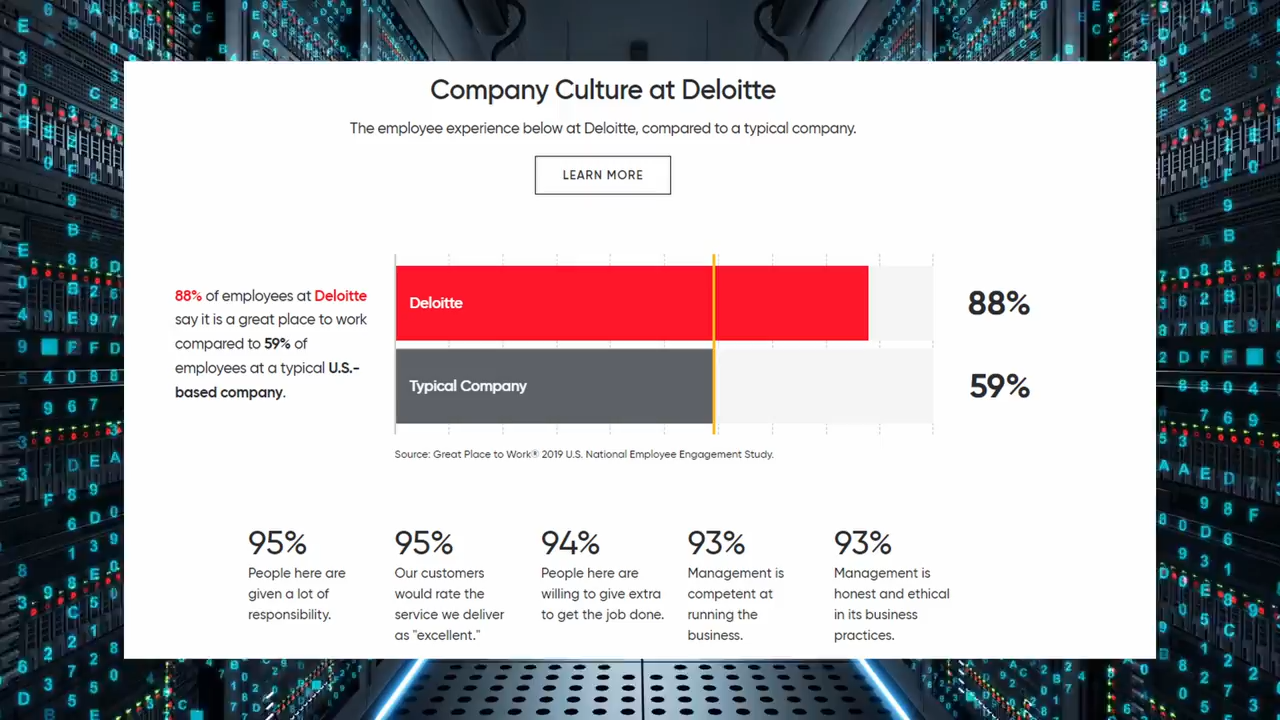 Company Culture at Deloitte
The employee experience below at Deloitte, compared to a typical company.
LEARN MORE
88% of employees at Deloitte
say it is a great place to work
compared to 59% of
employees at a typical U.S.-
based company.
Deloitte
88%
Typical Company
59%
Source: Great Place to Work® 2019 U.S. National Employee Engagement Study.
95%
People here are
given a lot of
responsibility.
95%
Our customers
would rate the
service we deliver
as "excellent."
94%
People here are
willing to give extra
to get the job done.
93%
Management is
competent at
running the
business.
93%
Management is
honest and ethical
in its business
practices.